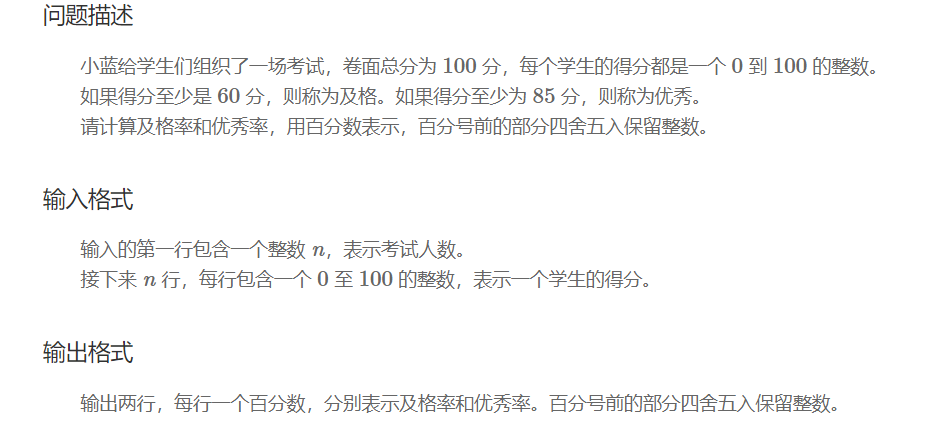 问题描述
小蓝给学生们组织了一场考试，卷面总分为 100 分，每个学生的得分都是一个 0 到 100 的整数。
如果得分至少是 60 分，则称为及格。如果得分至少为 85 分，则称为优秀。
请计算及格率和优秀率，用百分数表示，百分号前的部分四舍五入保留整数。
输入格式
输入的第一行包含一个整数 n，表示考试人数。
接下来 n 行，每行包含一个 0 至 100 的整数，表示一个学生的得分。
输出格式
输出两行，每行一个百分数，分别表示及格率和优秀率。百分号前的部分四舍五入保留整数。